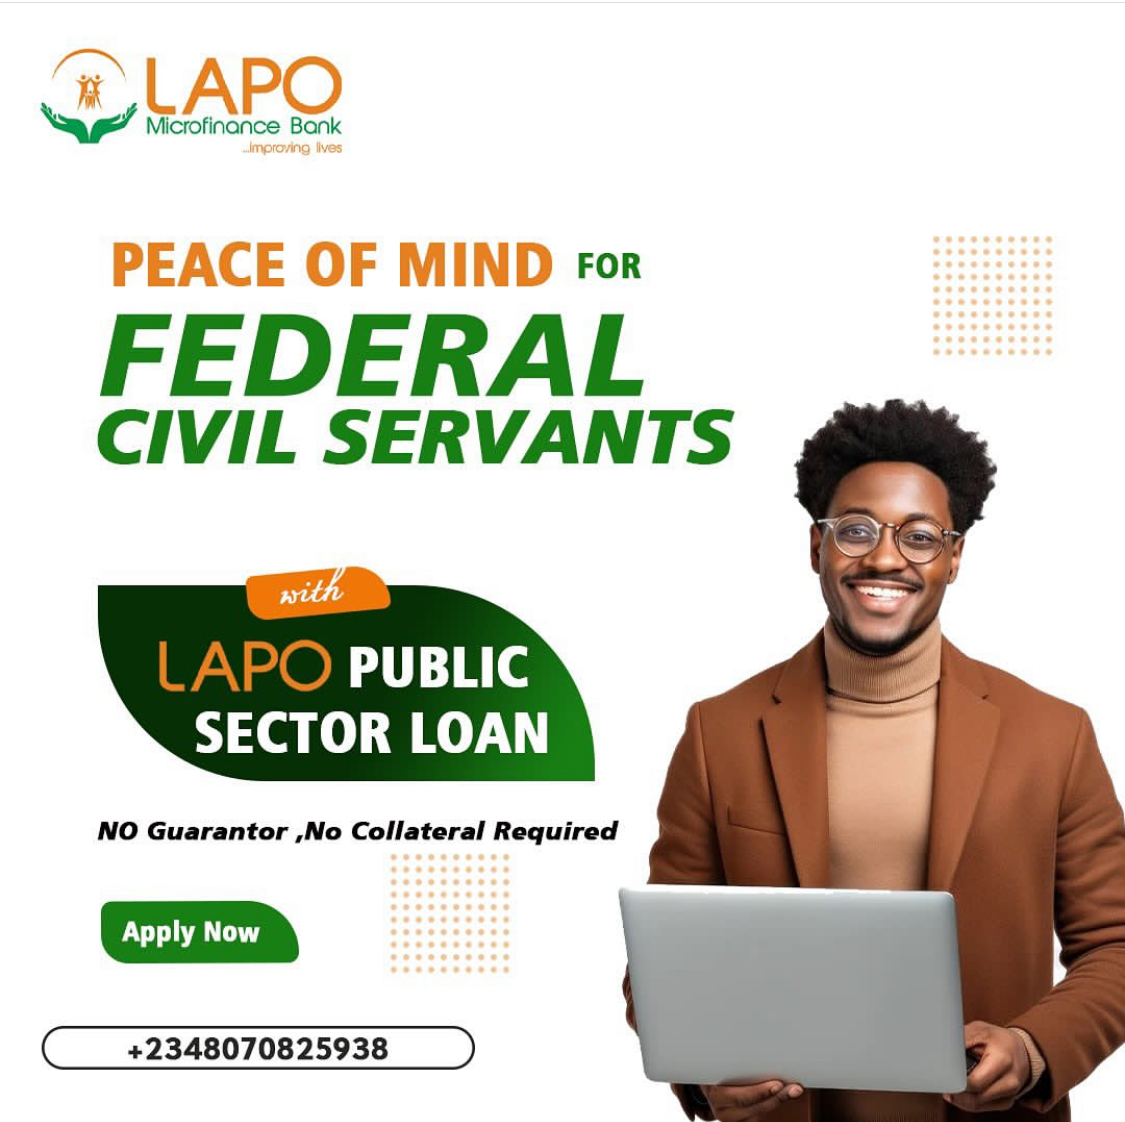 LAPO
Microfinance Bank
...improving lives
PEACE OF MIND FOR
FEDERAL
CIVIL SERVANTS
with
LAPO PUBLIC
SECTOR LOAN
NO Guarantor ,No Collateral Required
Apply Now
+2348070825938